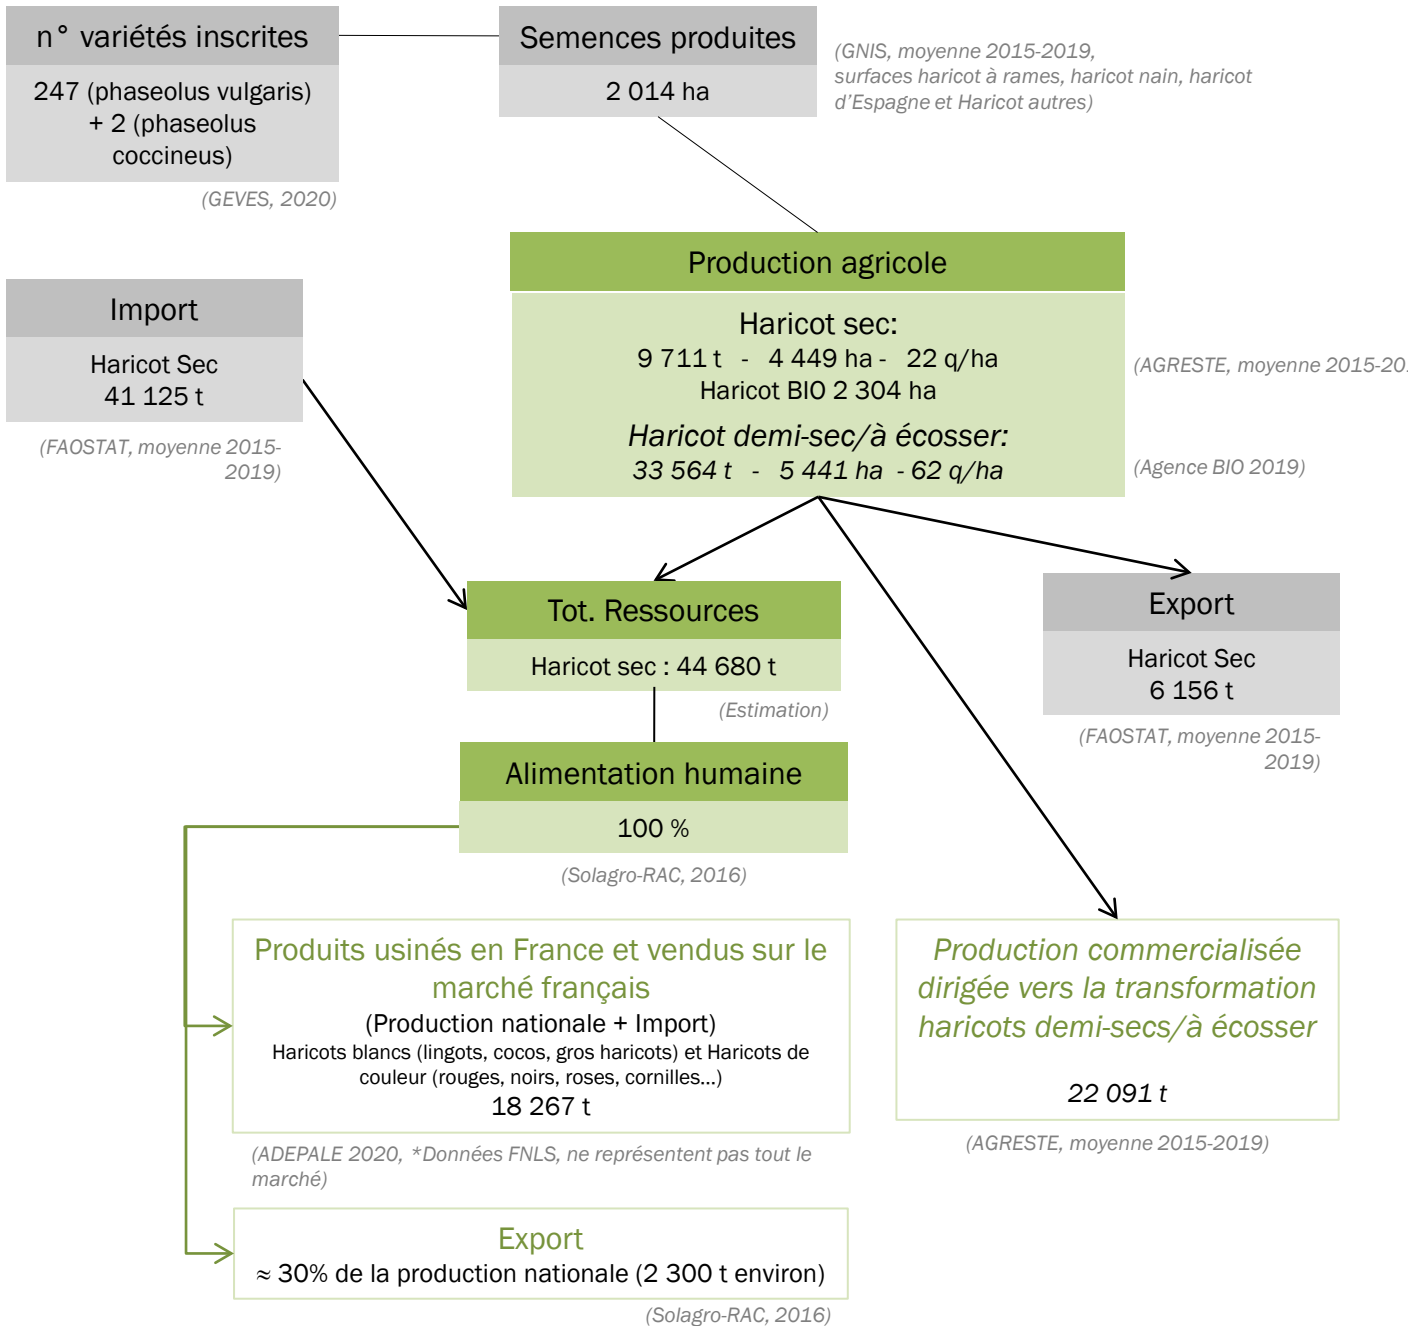 n° variétés inscrites
247 (phaseolus vulgaris)
+ 2 (phaseolus
coccineus)
(GEVES, 2020)
Semences produites
2 014 ha
(GNIS, moyenne 2015-2019,
surfaces haricot à rames, haricot nain, haricot
d'Espagne et Haricot autres)
Production agricole
Haricot sec:
9 711 t - 4 449 ha - 22 q/ha
Haricot BIO 2 304 ha
Haricot demi-sec/à écosser:
33 564 t - 5 441 ha - 62 q/ha
(AGRESTE, moyenne 2015-20
(Agence BIO 2019)
Import
Haricot Sec
41 125 t
(FAOSTAT, moyenne 2015-
2019)
Tot. Ressources
Haricot sec : 44 680 t
(Estimation)
Export
Haricot Sec
6 156 t
(FAOSTAT, moyenne 2015-
2019)
Alimentation humaine
100 %
(Solagro-RAC, 2016)
Produits usinés en France et vendus sur le
marché français
(Production nationale + Import)
Haricots blancs (lingots, cocos, gros haricots) et Haricots de
couleur (rouges, noirs, roses, cornilles...)
18 267 t
(ADEPALE 2020, *Données FNLS, ne représentent pas tout le
marché)
Production commercialisée
dirigée vers la transformation
haricots demi-secs/à écosser
22 091 t
(AGRESTE, moyenne 2015-2019)
Export
≈ 30% de la production nationale (2 300 t environ)
(Solagro-RAC, 2016)